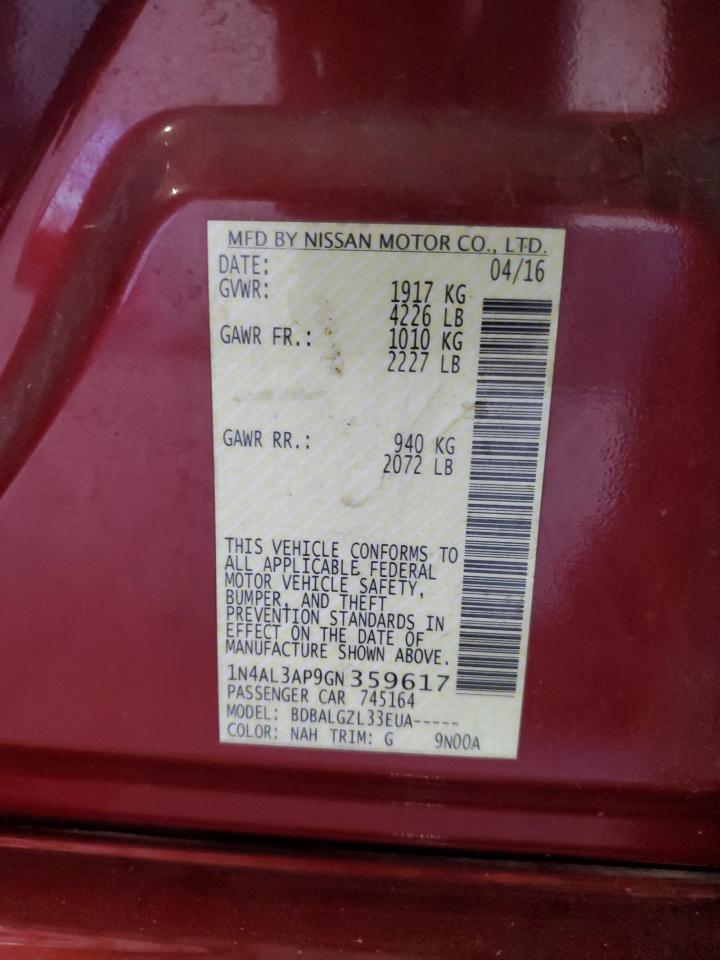 MFD BY NISSAN MOTOR CO., LTD.
DATE: 04/16
GVWR: 1917 KG
4226 LB
GAWR FR.: 1010 KG
2227 LB
GAWR RR.: 940 KG
2072 LB
THIS VEHICLE CONFORMS TO
ALL APPLICABLE FEDERAL
MOTOR VEHICLE SAFETY,
BUMPER, AND THEFT
PREVENTION STANDARDS IN
EFFECT ON THE DATE OF
MANUFACTURE SHOWN ABOVE.
1N4AL3AP9GN359617
PASSENGER CAR 745164
MODEL: BDBALGZL33EUA-----
COLOR: NAH TRIM: G 9N00A